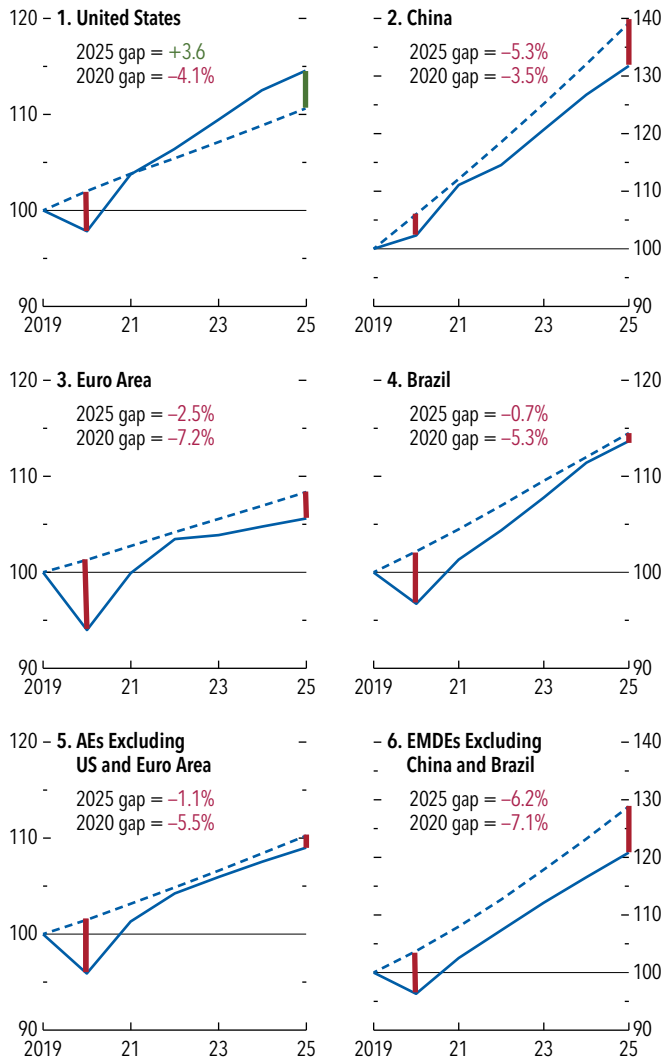 120
1. United States
2025 gap = +3.6
2020 gap = –4.1%
110
100
90
2019 21 23 25
2. China
2025 gap = –5.3%
2020 gap = –3.5%
140
130
120
110
100
90
2019 21 23 25
120
3. Euro Area
2025 gap = –2.5%
2020 gap = –7.2%
110
100
90
2019 21 23 25
4. Brazil
2025 gap = –0.7%
2020 gap = –5.3%
120
110
100
90
2019 21 23 25
120
5. AEs Excluding
US and Euro Area
2025 gap = –1.1%
2020 gap = –5.5%
110
100
90
2019 21 23 25
6. EMDEs Excluding
China and Brazil
2025 gap = –6.2%
2020 gap = –7.1%
140
130
120
110
100
90
2019 21 23 25